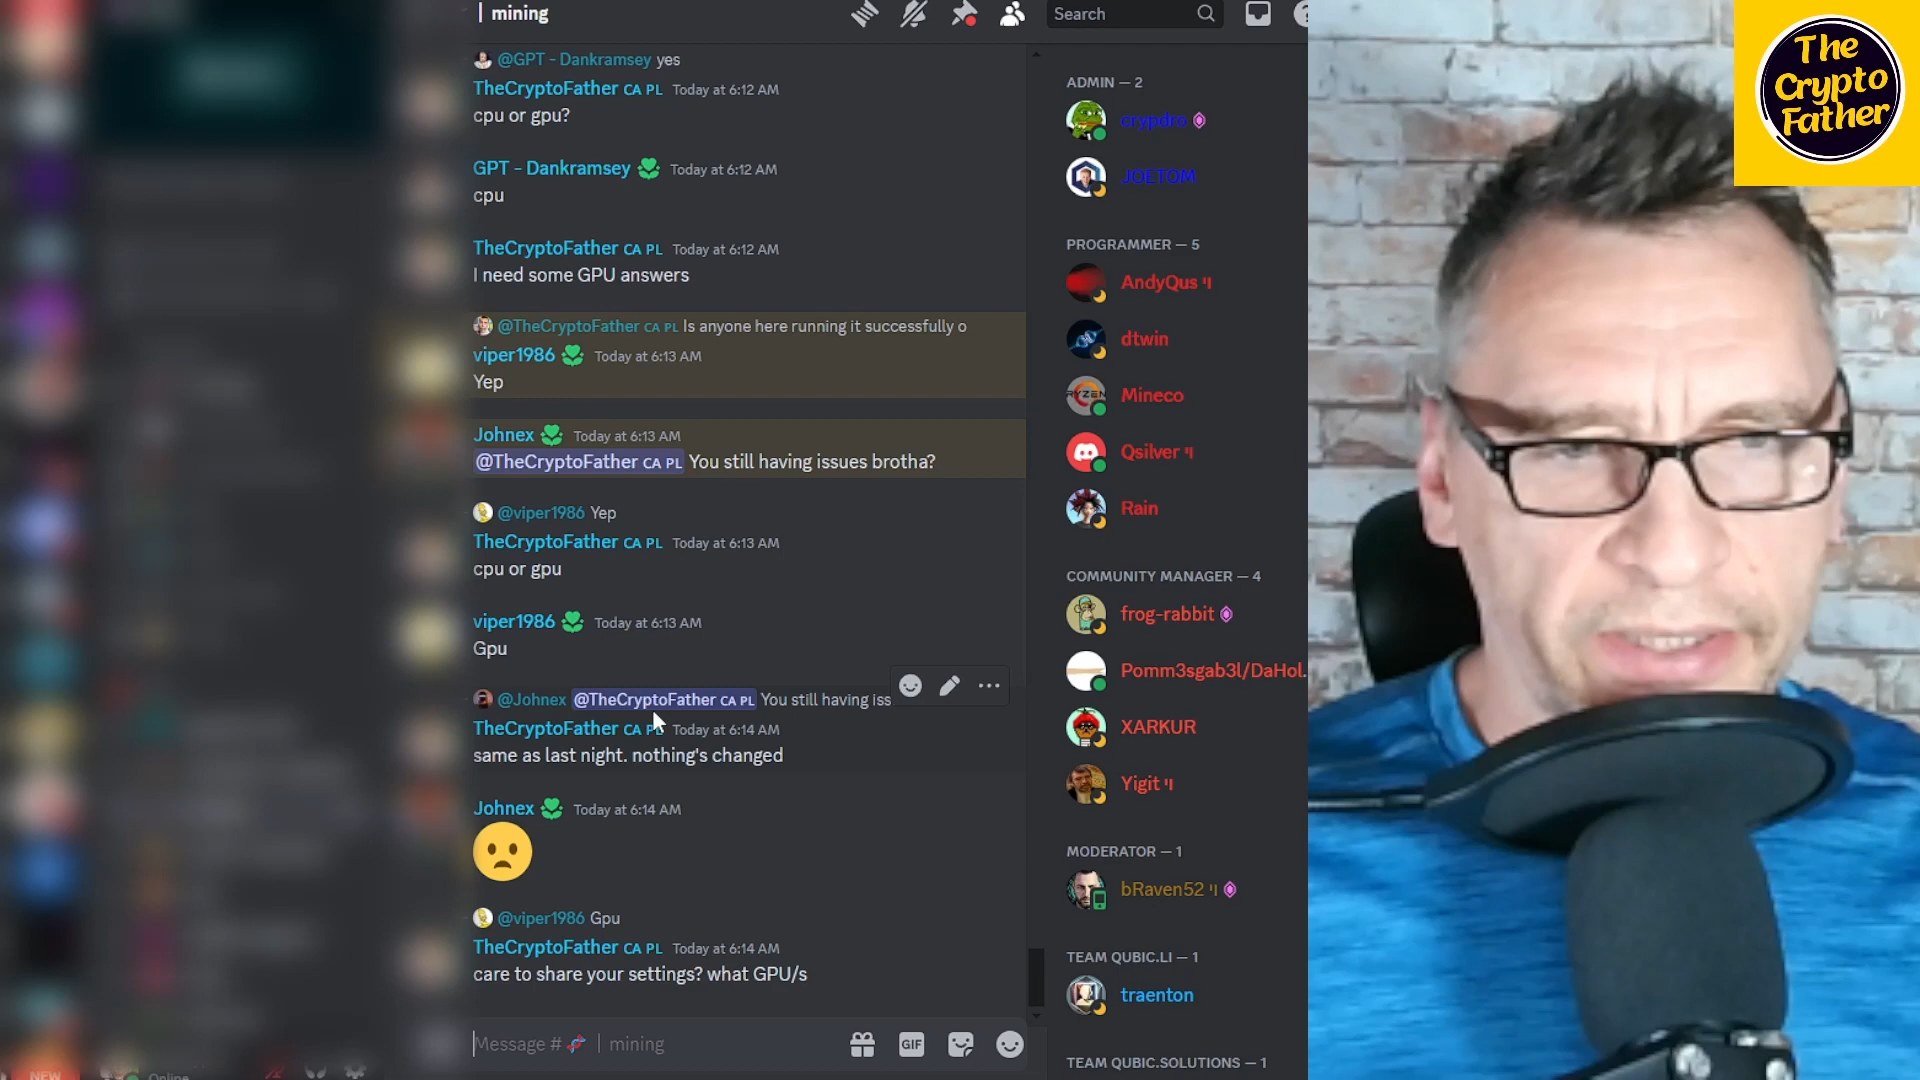 mining
Search
@GPT - Dankramsey yes
TheCryptoFather CA PL Today at 6:12 AM
cpu or gpu?
GPT - Dankramsey Today at 6:12 AM
cpu
TheCryptoFather CA PL Today at 6:12 AM
I need some GPU answers
@TheCryptoFather CA PL Is anyone here running it successfully o
viper1986 Today at 6:13 AM
Yep
Johnex Today at 6:13 AM
@TheCryptoFather CA PL You still having issues brotha?
@viper1986 Yep
TheCryptoFather CA PL Today at 6:13 AM
cpu or gpu
viper1986 Today at 6:13 AM
Gpu
@Johnex @TheCryptoFather CA PL You still having iss
TheCryptoFather CA PL Today at 6:14 AM
same as last night. nothing's changed
Johnex Today at 6:14 AM
@viper1986 Gpu
TheCryptoFather CA PL Today at 6:14 AM
care to share your settings? what GPU/s
Message # | mining
GIF
NEW
Online
ADMIN — 2
crypdro
JOETOM
PROGRAMMER — 5
AndyQus
dtwin
RYZEN
Mineco
Qsilver
Rain
COMMUNITY MANAGER — 4
frog-rabbit
Pomm3sgab3l/DaHol.
XARKUR
Yigit
MODERATOR — 1
bRaven52
TEAM QUBIC.LI — 1
traenton
TEAM QUBIC.SOLUTIONS — 1
The
Crypto
Father